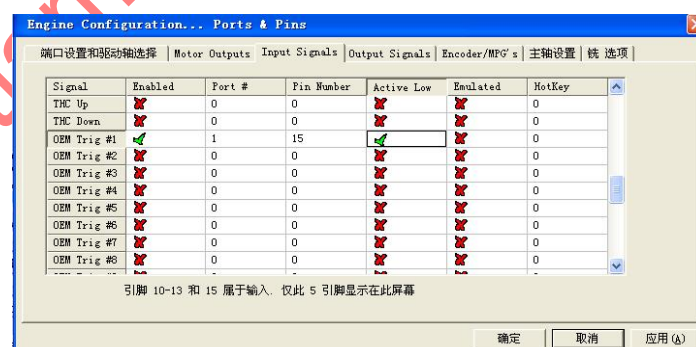 Engine Configuration... Ports & Pins
端口设置和驱动轴选择 Motor Outputs Input Signals Output Signals Encoder/MPG's 主轴设置 铣 选项
Signal Enabled Port # Pin Number Active Low Emulated HotKey
THC Up 0 0 0
THC Down 0 0 0
OEM Trig #1 1 15 0
OEM Trig #2 0 0 0
OEM Trig #3 0 0 0
OEM Trig #4 0 0 0
OEM Trig #5 0 0 0
OEM Trig #6 0 0 0
OEM Trig #7 0 0 0
OEM Trig #8 0 0 0
引脚 10-13 和 15 属于输入. 仅此 5 引脚显示在此屏幕
确定 取消 应用(A)